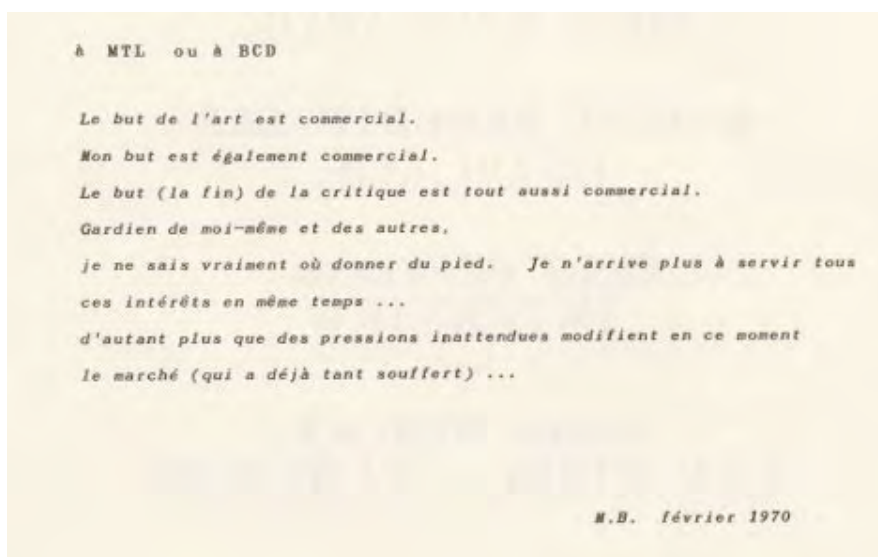 à MTL ou à BCD
Le but de l'art est commercial.
Mon but est également commercial.
Le but (la fin) de la critique est tout aussi commercial.
Gardien de moi-même et des autres,
je ne sais vraiment où donner du pied. Je n'arrive plus à servir tous
ces intérêts en même temps ...
d'autant plus que des pressions inattendues modifient en ce moment
le marché (qui a déjà tant souffert) ...
M.B. février 1970